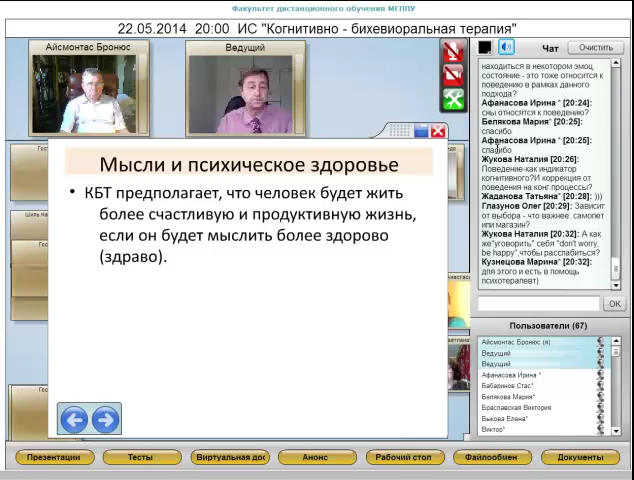 Факультет дистанционного обучения МГППУ
22.05.2014 20:00 ИС "Когнитивно - бихевиоральная терапия"
Айсмонтас Бронюс
Ведущий
Чат
Очистить
находиться в некотором эмоц.
состояние - это тоже относится к
поведению в рамках данного
подхода?
Афанасова Ирина * [20:24]:
сны относятся к поведению?
Белякова Мария* [20:25]:
спасибо
Афанасова Ирина * [20:25]:
спасибо
Жукова Наталия [20:26]:
Поведение-как индикатор
когнитивного?И коррекция от
поведения на конг.процессы?
Жаданова Татьяна* [20:28]: )))
Глазунов Олег [20:29]: Зависит
от выбора - что важнее: самопет
или магазин?
Жукова Наталия [20:32]: А как
же"уговорить" себя "don't worry,
be happy",чтобы расслабиться?
Кузнецова Марина* [20:32]:
для этого и есть в помощь
психотерапевт)
Мысли и психическое здоровье
• КБТ предполагает, что человек будет жить
более счастливую и продуктивную жизнь,
если он будет мыслить более здорово
(здраво).
OK
Пользователи (67)
Айсмонтас Бронюс (я)
Ведущий
Ведущий
Афанасова Ирина *
Бабаринов Стас*
Белякова Мария*
Браславская Виктория
Быкова Елена*
Виктор*
Презентации
Тесты
Виртуальная дос
Анонс
Рабочий стол
Файлообмен
Документы